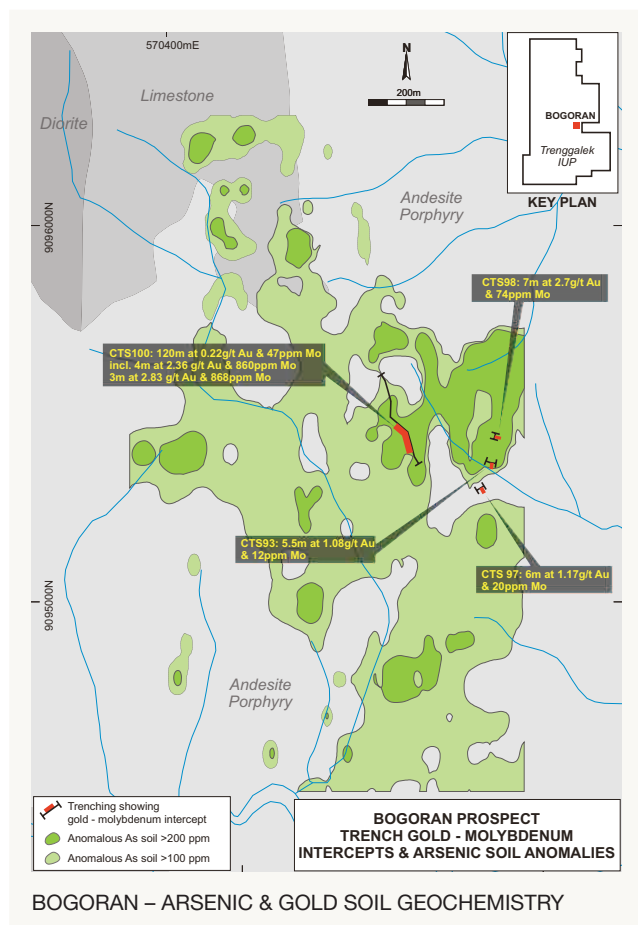 570400mE
N
200m
Limestone
Diorite
BOGORAN
Trenggalek
IUP
KEY PLAN
Andesite
Porphyry
9096000N
CTS98: 7m at 2.7g/t Au
& 74ppm Mo
CTS100: 120m at 0.22g/t Au & 47ppm Mo
incl. 4m at 2.36 g/t Au & 860ppm Mo
3m at 2.83 g/t Au & 868ppm Mo
CTS93: 5.5m at 1.08g/t Au
& 12ppm Mo
CTS 97: 6m at 1.17g/t Au
& 20ppm Mo
9095000N
Andesite
Porphyry
Trenching showing
gold - molybdenum intercept
Anomalous As soil >200 ppm
Anomalous As soil >100 ppm
BOGORAN PROSPECT
TRENCH GOLD - MOLYBDENUM
INTERCEPTS & ARSENIC SOIL ANOMALIES
BOGORAN – ARSENIC & GOLD SOIL GEOCHEMISTRY